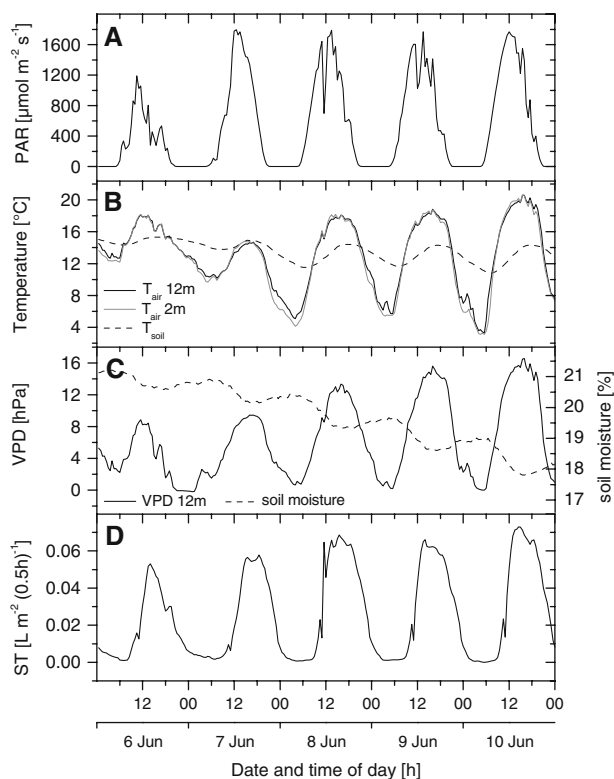 A
PAR [µmol m⁻² s⁻¹]
1600
1200
800
400
0
B
Temperature [°C]
20
16
12
8
4
T_air 12m
T_air 2m
T_soil
C
VPD [hPa]
16
12
8
4
0
21
20
19
18
17
soil moisture [%]
VPD 12m soil moisture
D
ST [L m⁻² (0.5h)⁻¹]
0.06
0.04
0.02
0.00
12 00 12 00 12 00 12 00 12 00
6 Jun 7 Jun 8 Jun 9 Jun 10 Jun
Date and time of day [h]